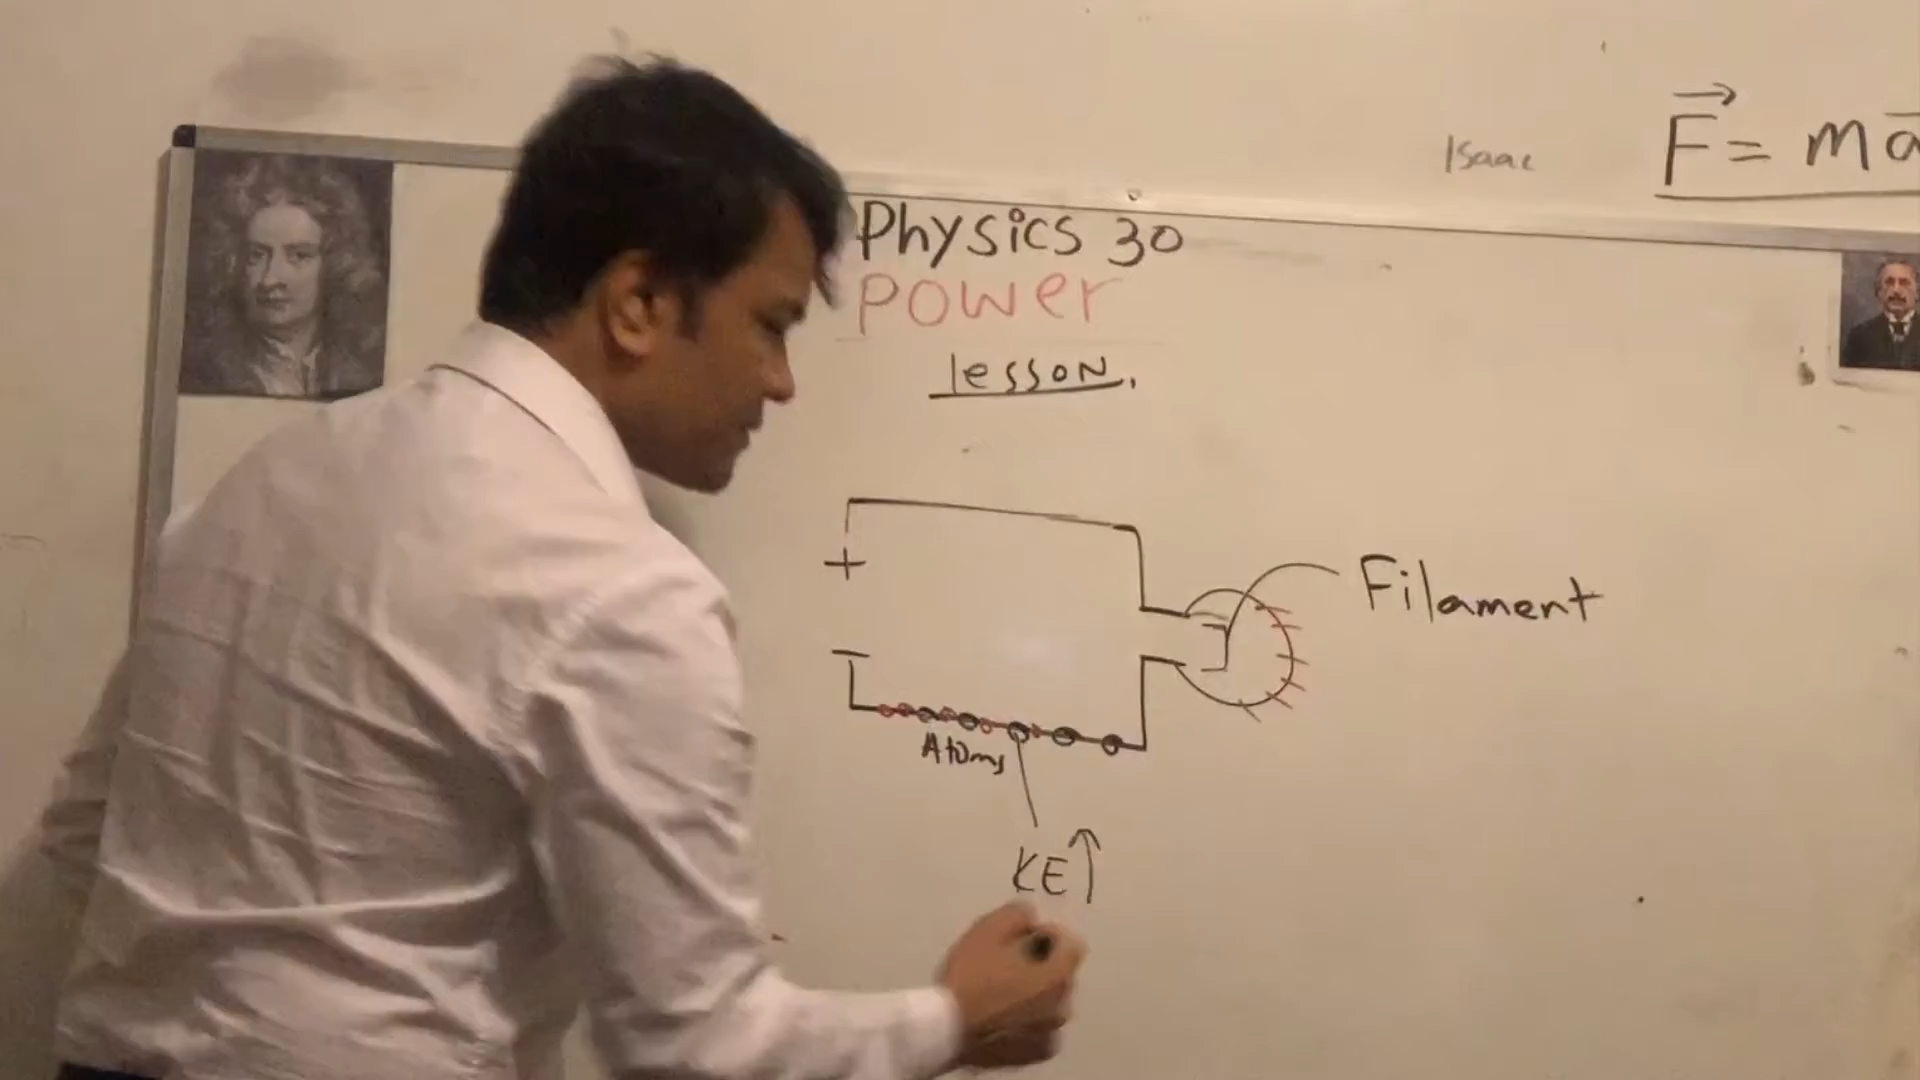 Isaac
F = ma
Physics 30
Power
lesson.
+
Filament
−
Atoms
KE↑